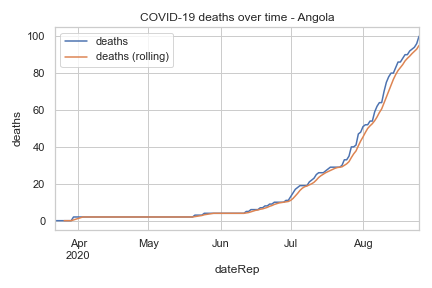 COVID-19 deaths over time - Angola
deaths
deaths (rolling)
100
80
60
40
20
0
deaths
Apr
2020
May
Jun
Jul
Aug
dateRep